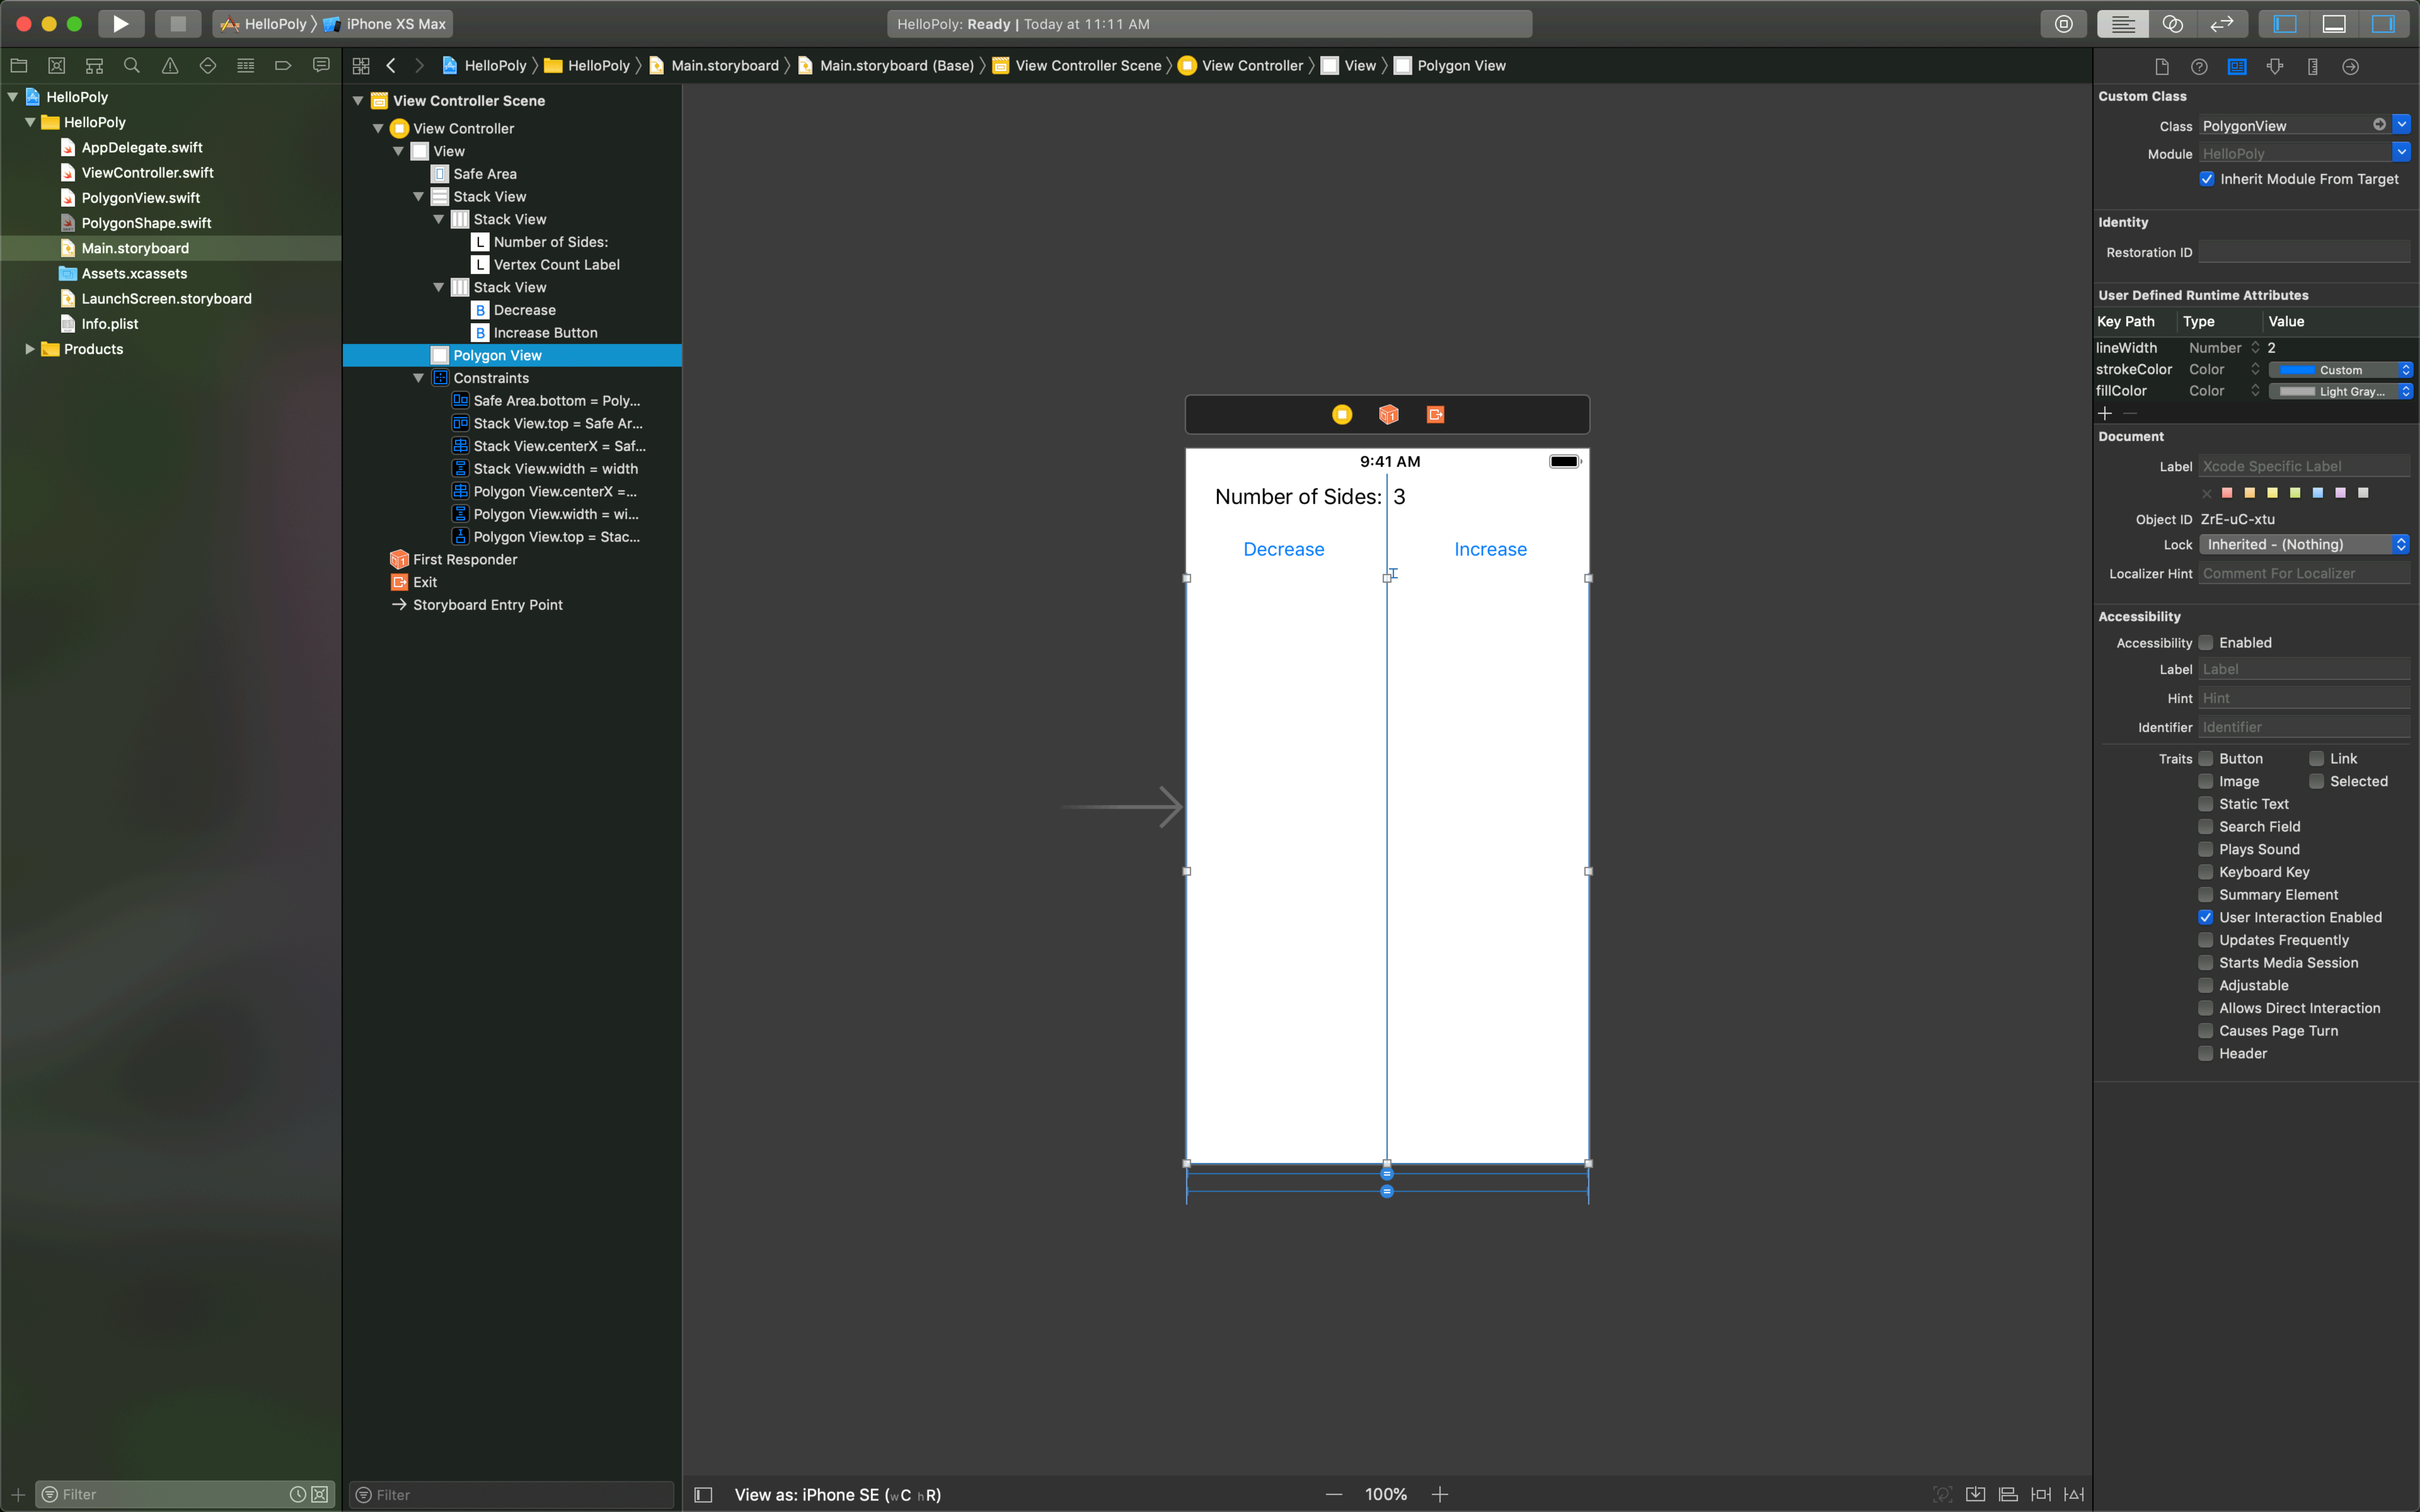 HelloPoly 〉 iPhone XS Max
HelloPoly: Ready | Today at 11:11 AM
HelloPoly 〉 HelloPoly 〉 Main.storyboard 〉 Main.storyboard (Base) 〉 View Controller Scene 〉 View Controller 〉 View 〉 Polygon View
HelloPoly
HelloPoly
AppDelegate.swift
ViewController.swift
PolygonView.swift
PolygonShape.swift
Main.storyboard
Assets.xcassets
LaunchScreen.storyboard
Info.plist
Products
Filter
View Controller Scene
View Controller
View
Safe Area
Stack View
Stack View
L Number of Sides:
L Vertex Count Label
Stack View
B Decrease
B Increase Button
Polygon View
Constraints
Safe Area.bottom = Poly...
Stack View.top = Safe Ar...
Stack View.centerX = Saf...
Stack View.width = width
Polygon View.centerX =...
Polygon View.width = wi...
Polygon View.top = Stac...
First Responder
Exit
Storyboard Entry Point
Filter
9:41 AM
Number of Sides: 3
Decrease Increase
View as: iPhone SE (wC hR)
100%
Custom Class
Class PolygonView
Module HelloPoly
Inherit Module From Target
Identity
Restoration ID
User Defined Runtime Attributes
Key Path Type Value
lineWidth Number 2
strokeColor Color Custom
fillColor Color Light Gray...
Document
Label Xcode Specific Label
Object ID ZrE-uC-xtu
Lock Inherited - (Nothing)
Localizer Hint Comment For Localizer
Accessibility
Accessibility Enabled
Label Label
Hint Hint
Identifier Identifier
Traits Button Link
Image Selected
Static Text
Search Field
Plays Sound
Keyboard Key
Summary Element
User Interaction Enabled
Updates Frequently
Starts Media Session
Adjustable
Allows Direct Interaction
Causes Page Turn
Header